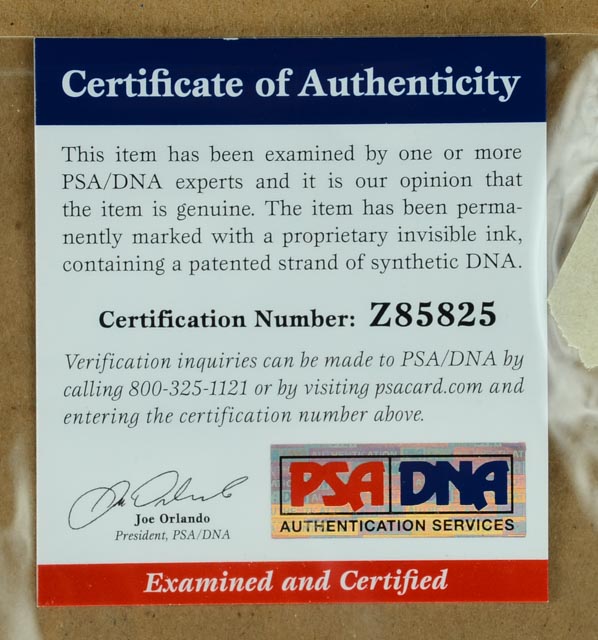 Certificate of Authenticity
This item has been examined by one or more
PSA/DNA experts and it is our opinion that
the item is genuine. The item has been perma-
nently marked with a proprietary invisible ink,
containing a patented strand of synthetic DNA.
Certification Number: Z85825
Verification inquiries can be made to PSA/DNA by
calling 800-325-1121 or by visiting psacard.com and
entering the certification number above.
Joe Orlando
President, PSA/DNA
PSA DNA
AUTHENTICATION SERVICES
Examined and Certified